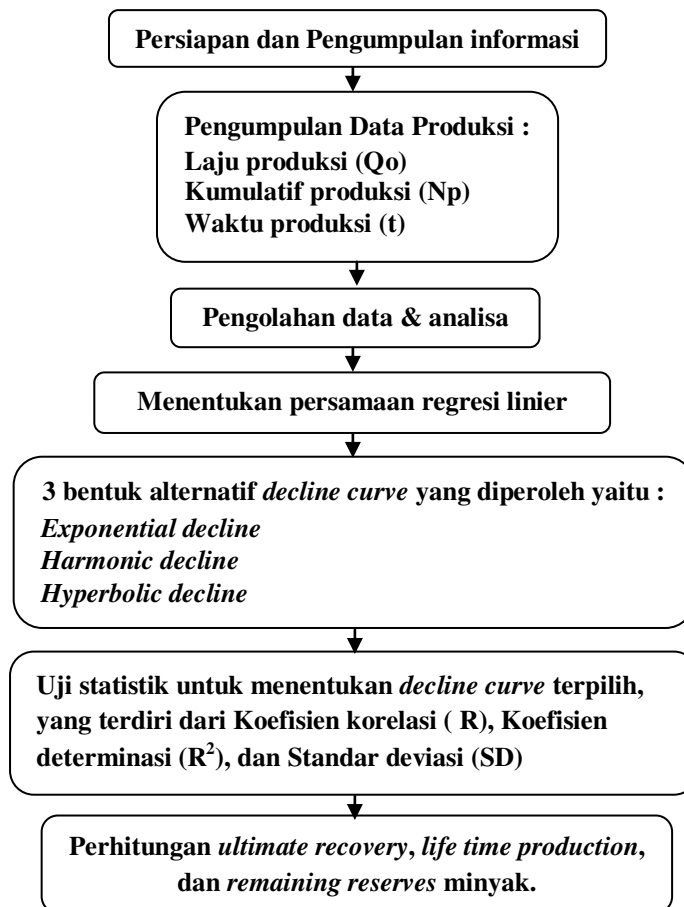 Persiapan dan Pengumpulan informasi
Pengumpulan Data Produksi :
Laju produksi (Qo)
Kumulatif produksi (Np)
Waktu produksi (t)
Pengolahan data & analisa
Menentukan persamaan regresi linier
3 bentuk alternatif decline curve yang diperoleh yaitu :
Exponential decline
Harmonic decline
Hyperbolic decline
Uji statistik untuk menentukan decline curve terpilih,
yang terdiri dari Koefisien korelasi ( R), Koefisien
determinasi (R²), dan Standar deviasi (SD)
Perhitungan ultimate recovery, life time production,
dan remaining reserves minyak.